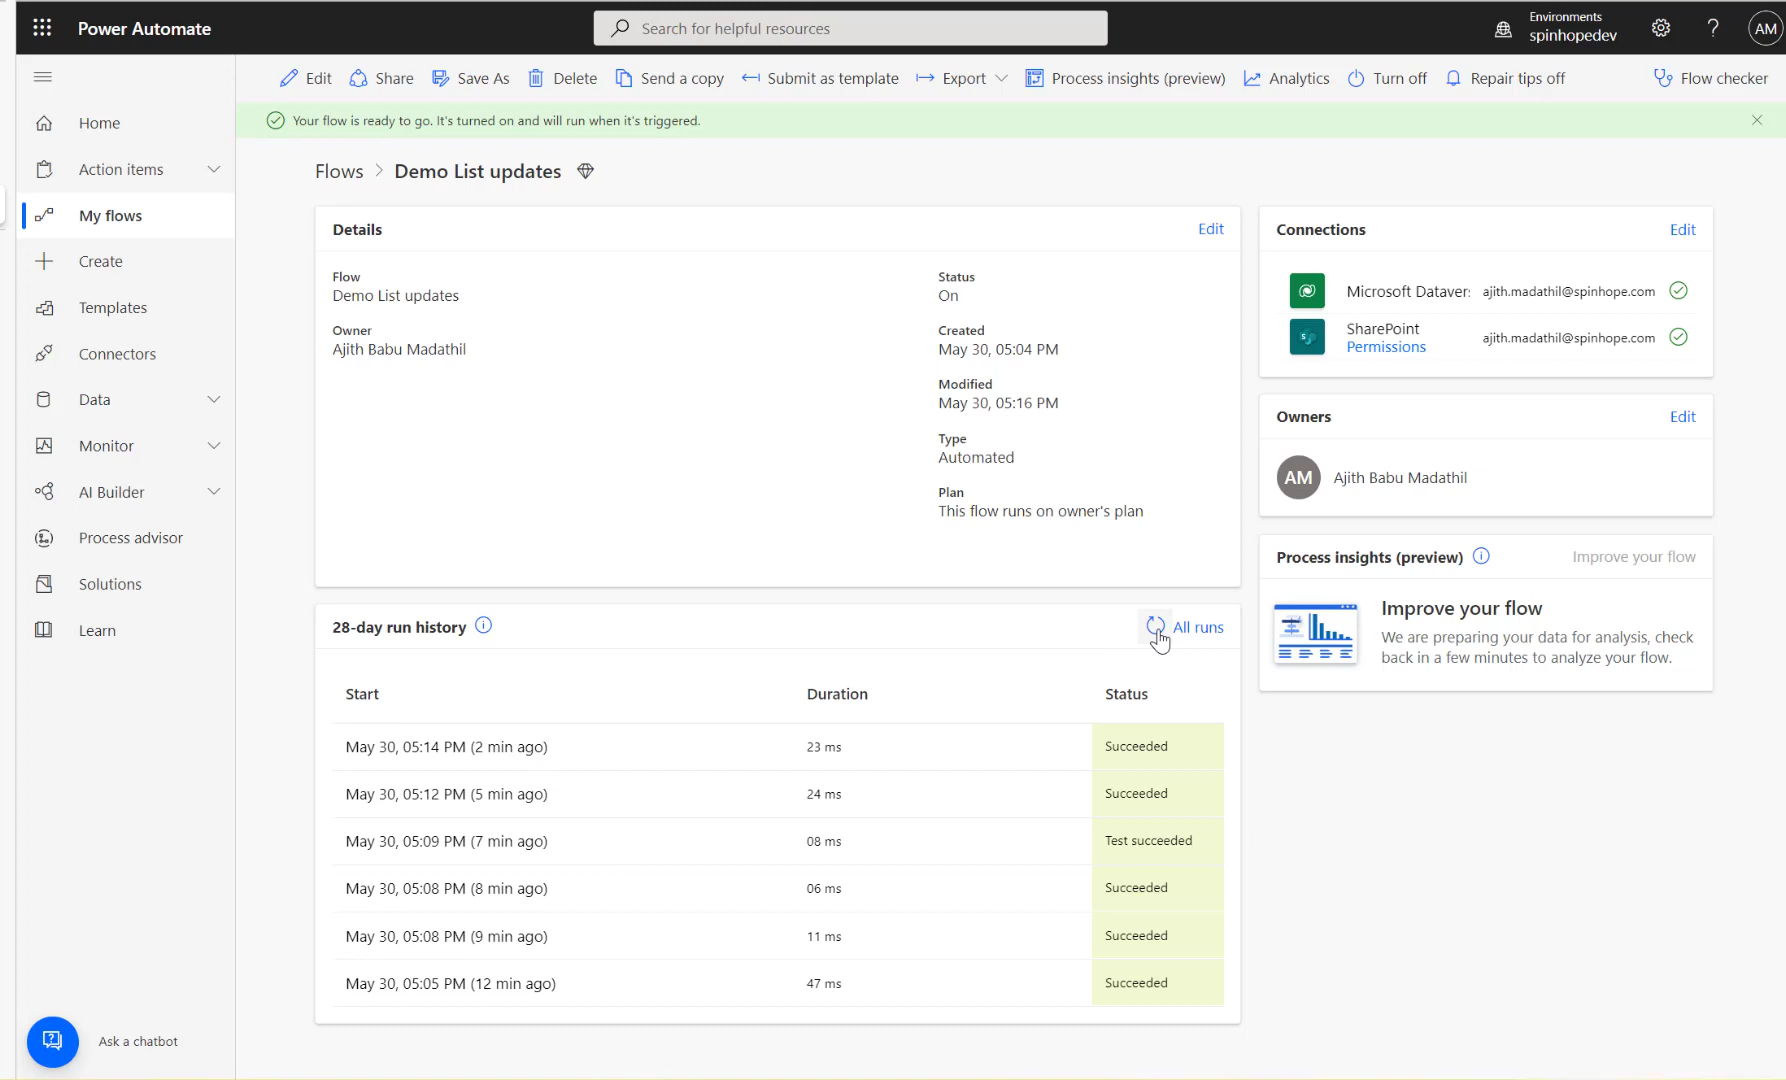 Power Automate
Search for helpful resources
Environments
spinhopedev
?
AM
Edit
Share
Save As
Delete
Send a copy
Submit as template
Export
Process insights (preview)
Analytics
Turn off
Repair tips off
Flow checker
Your flow is ready to go. It's turned on and will run when it's triggered.
Home
Action items
My flows
Create
Templates
Connectors
Data
Monitor
AI Builder
Process advisor
Solutions
Learn
Ask a chatbot
Flows > Demo List updates
Details
Edit
Flow
Demo List updates
Owner
Ajith Babu Madathil
Status
On
Created
May 30, 05:04 PM
Modified
May 30, 05:16 PM
Type
Automated
Plan
This flow runs on owner's plan
28-day run history
All runs
Start Duration Status
May 30, 05:14 PM (2 min ago) 23 ms Succeeded
May 30, 05:12 PM (5 min ago) 24 ms Succeeded
May 30, 05:09 PM (7 min ago) 08 ms Test succeeded
May 30, 05:08 PM (8 min ago) 06 ms Succeeded
May 30, 05:08 PM (9 min ago) 11 ms Succeeded
May 30, 05:05 PM (12 min ago) 47 ms Succeeded
Connections
Edit
Microsoft Datavers ajith.madathil@spinhope.com
SharePoint
Permissions
ajith.madathil@spinhope.com
Owners
Edit
AM
Ajith Babu Madathil
Process insights (preview)
Improve your flow
Improve your flow
We are preparing your data for analysis, check
back in a few minutes to analyze your flow.